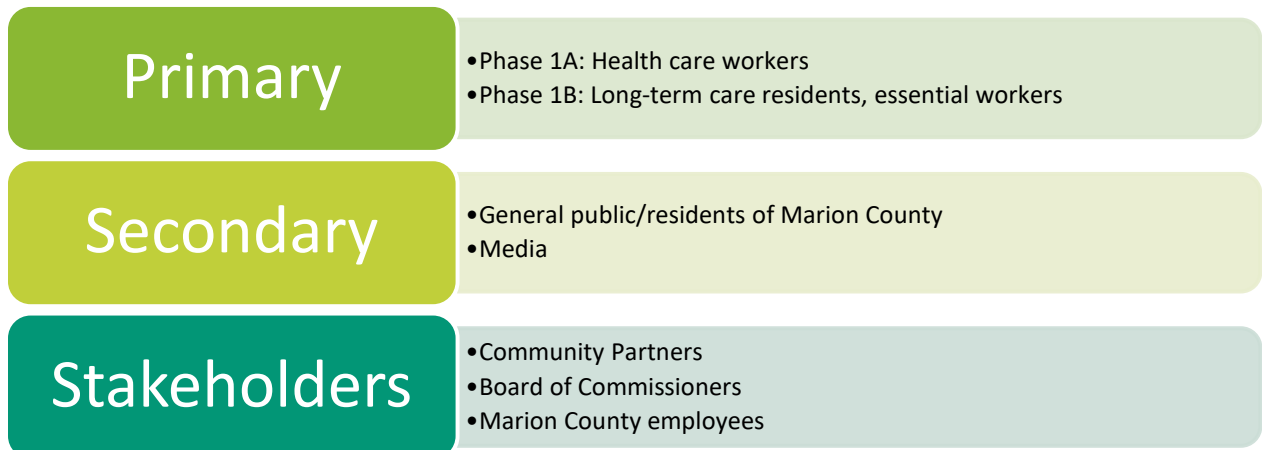 Primary
•Phase 1A: Health care workers
•Phase 1B: Long-term care residents, essential workers
Secondary
•General public/residents of Marion County
•Media
Stakeholders
•Community Partners
•Board of Commissioners
•Marion County employees